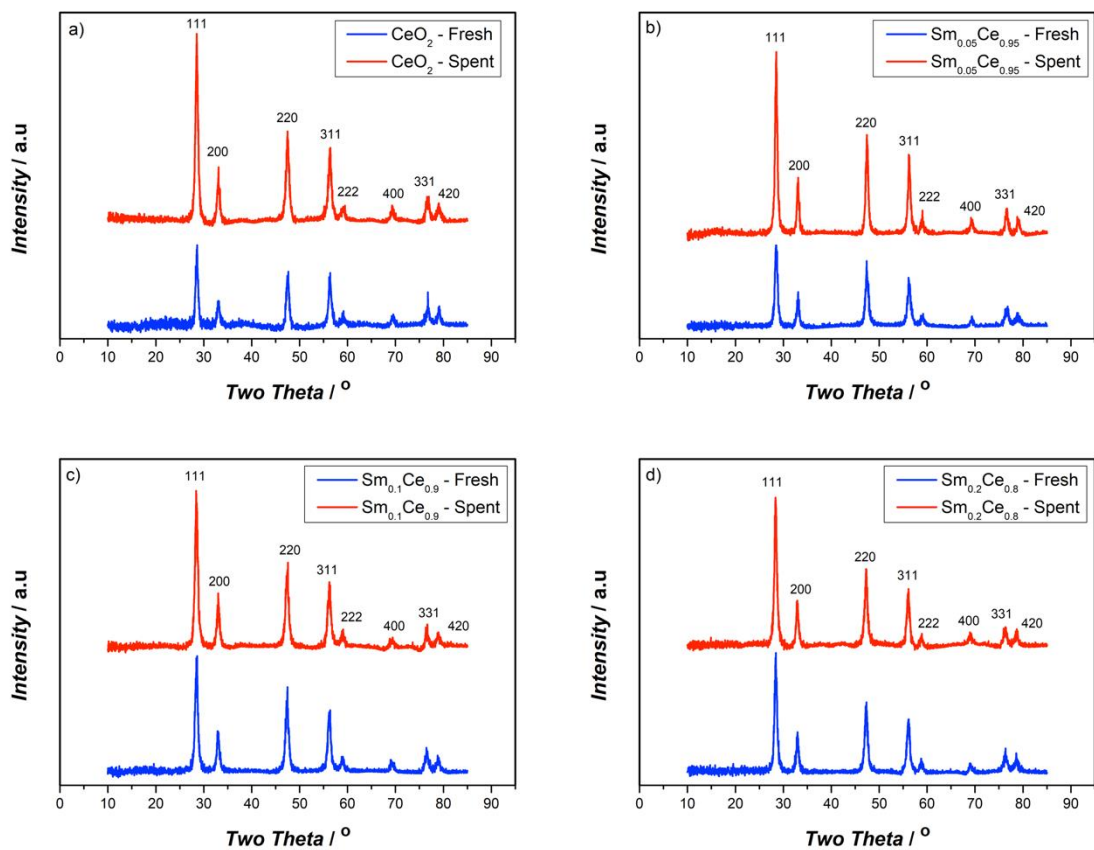 a)
111
CeO2 - Fresh
CeO2 - Spent
200
220
311
222
400
331
420
Intensity / a.u
0 10 20 30 40 50 60 70 80 90
Two Theta / o
b)
111
Sm0.05Ce0.95 - Fresh
Sm0.05Ce0.95 - Spent
200
220
311
222
400
331
420
Intensity / a.u
0 10 20 30 40 50 60 70 80 90
Two Theta / o
c)
111
Sm0.1Ce0.9 - Fresh
Sm0.1Ce0.9 - Spent
200
220
311
222
400
331
420
Intensity / a.u
0 10 20 30 40 50 60 70 80 90
Two Theta / o
d)
111
Sm0.2Ce0.8 - Fresh
Sm0.2Ce0.8 - Spent
200
220
311
222
400
331
420
Intensity / a.u
0 10 20 30 40 50 60 70 80 90
Two Theta / o